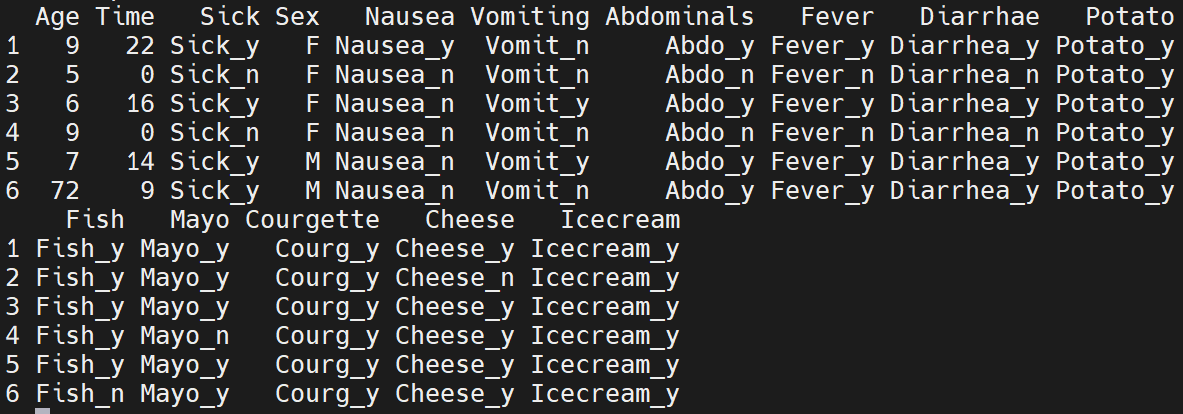 Age Time Sick Sex Nausea Vomiting Abdominals Fever Diarrhae Potato
1 9 22 Sick_y F Nausea_y Vomit_n Abdo_y Fever_y Diarrhea_y Potato_y
2 5 0 Sick_n F Nausea_n Vomit_n Abdo_n Fever_n Diarrhea_n Potato_y
3 6 16 Sick_y F Nausea_n Vomit_y Abdo_y Fever_y Diarrhea_y Potato_y
4 9 0 Sick_n F Nausea_n Vomit_n Abdo_n Fever_n Diarrhea_n Potato_y
5 7 14 Sick_y M Nausea_n Vomit_y Abdo_y Fever_y Diarrhea_y Potato_y
6 72 9 Sick_y M Nausea_n Vomit_n Abdo_y Fever_y Diarrhea_y Potato_y
Fish Mayo Courgette Cheese Icecream
1 Fish_y Mayo_y Courg_y Cheese_y Icecream_y
2 Fish_y Mayo_y Courg_y Cheese_n Icecream_y
3 Fish_y Mayo_y Courg_y Cheese_y Icecream_y
4 Fish_y Mayo_n Courg_y Cheese_y Icecream_y
5 Fish_y Mayo_y Courg_y Cheese_y Icecream_y
6 Fish_n Mayo_y Courg_y Cheese_y Icecream_y